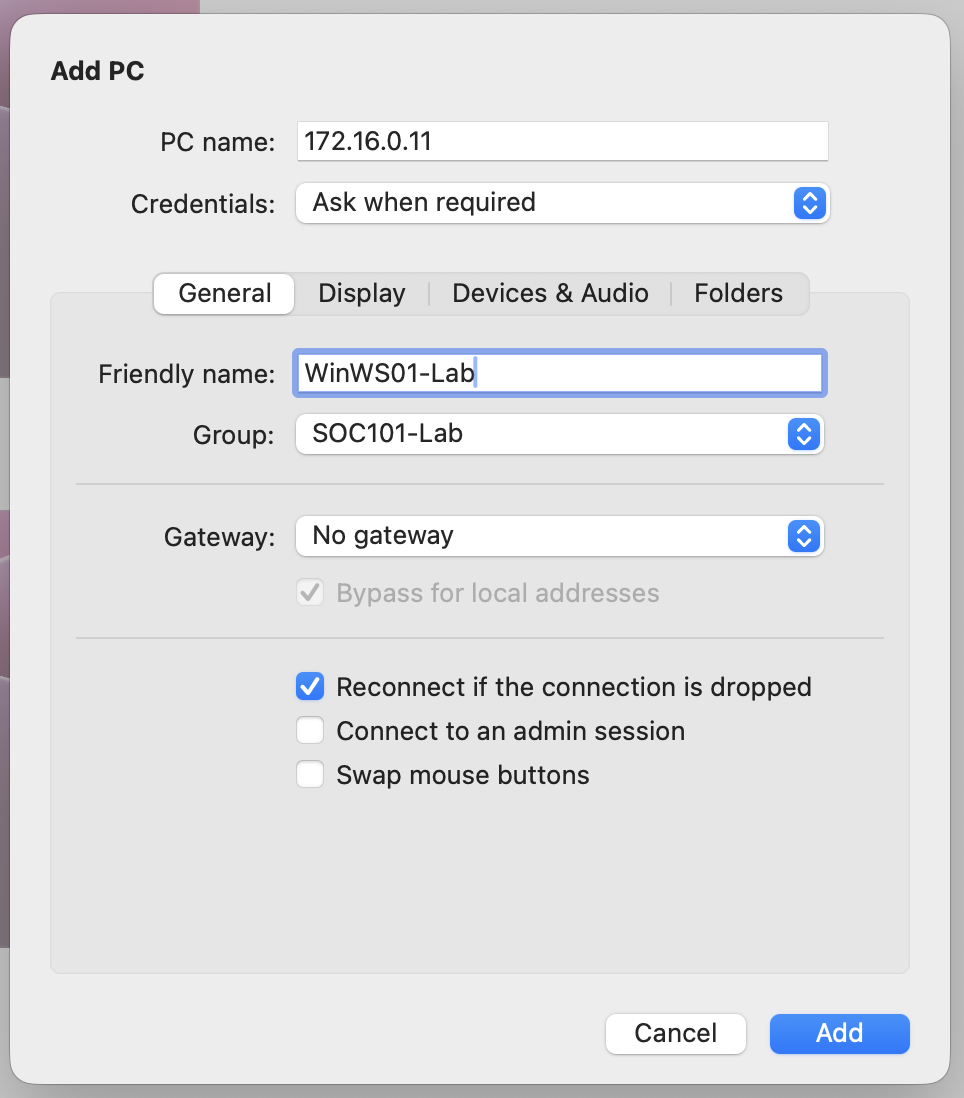 Add PC
PC name: 172.16.0.11
Credentials: Ask when required
General Display Devices & Audio Folders
Friendly name: WinWS01-Lab
Group: SOC101-Lab
Gateway: No gateway
Bypass for local addresses
Reconnect if the connection is dropped
Connect to an admin session
Swap mouse buttons
Cancel Add